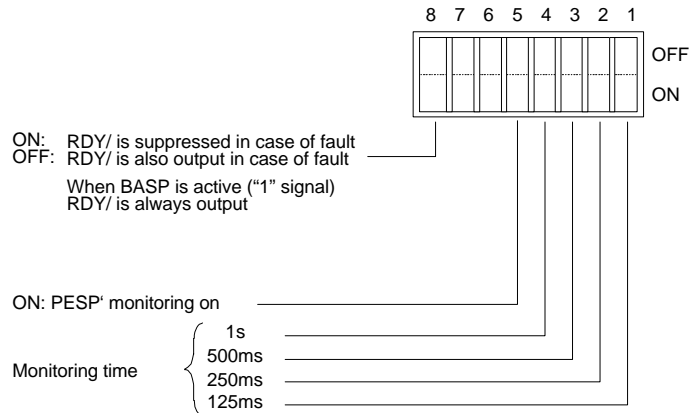 8 7 6 5 4 3 2 1
OFF
ON
ON: RDY/ is suppressed in case of fault
OFF: RDY/ is also output in case of fault
When BASP is active (“1” signal)
RDY/ is always output
ON: PESP‘ monitoring on
1s
500ms
Monitoring time
250ms
125ms